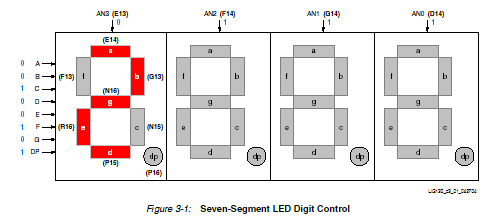 AN3 (E13) AN2 (F14) AN1 (G14) AN0 (D14)
0 1 1 1
(E14)
a a a a
0 A
0 B (F13) f b (G13) f b f b f b
1 C (N16)
0 D g g g g
0 E
1 F (R16) e c (N15) e c e c e c
0 G
1 DP d dp d dp d dp d dp
(P15) (P16)
Figure 3-1: Seven-Segment LED Digit Control